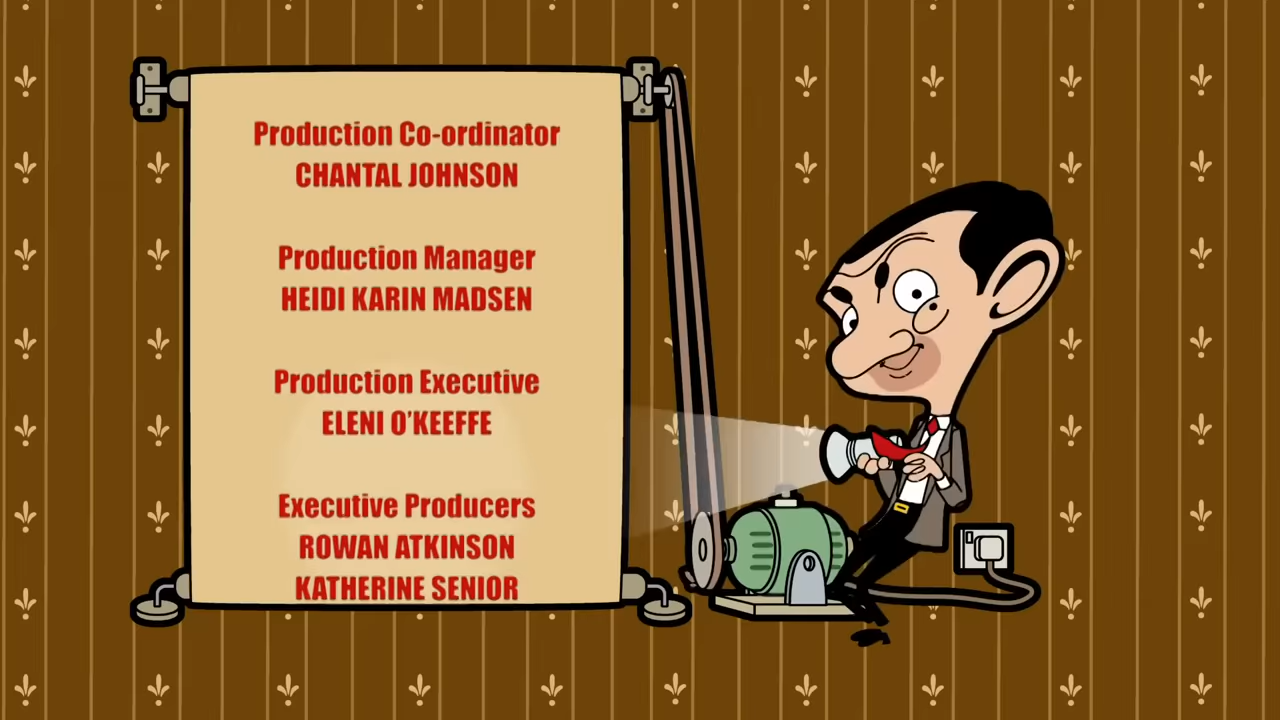 Production Co-ordinator
CHANTAL JOHNSON
Production Manager
HEIDI KARIN MADSEN
Production Executive
ELENI O'KEEFFE
Executive Producers
ROWAN ATKINSON
KATHERINE SENIOR